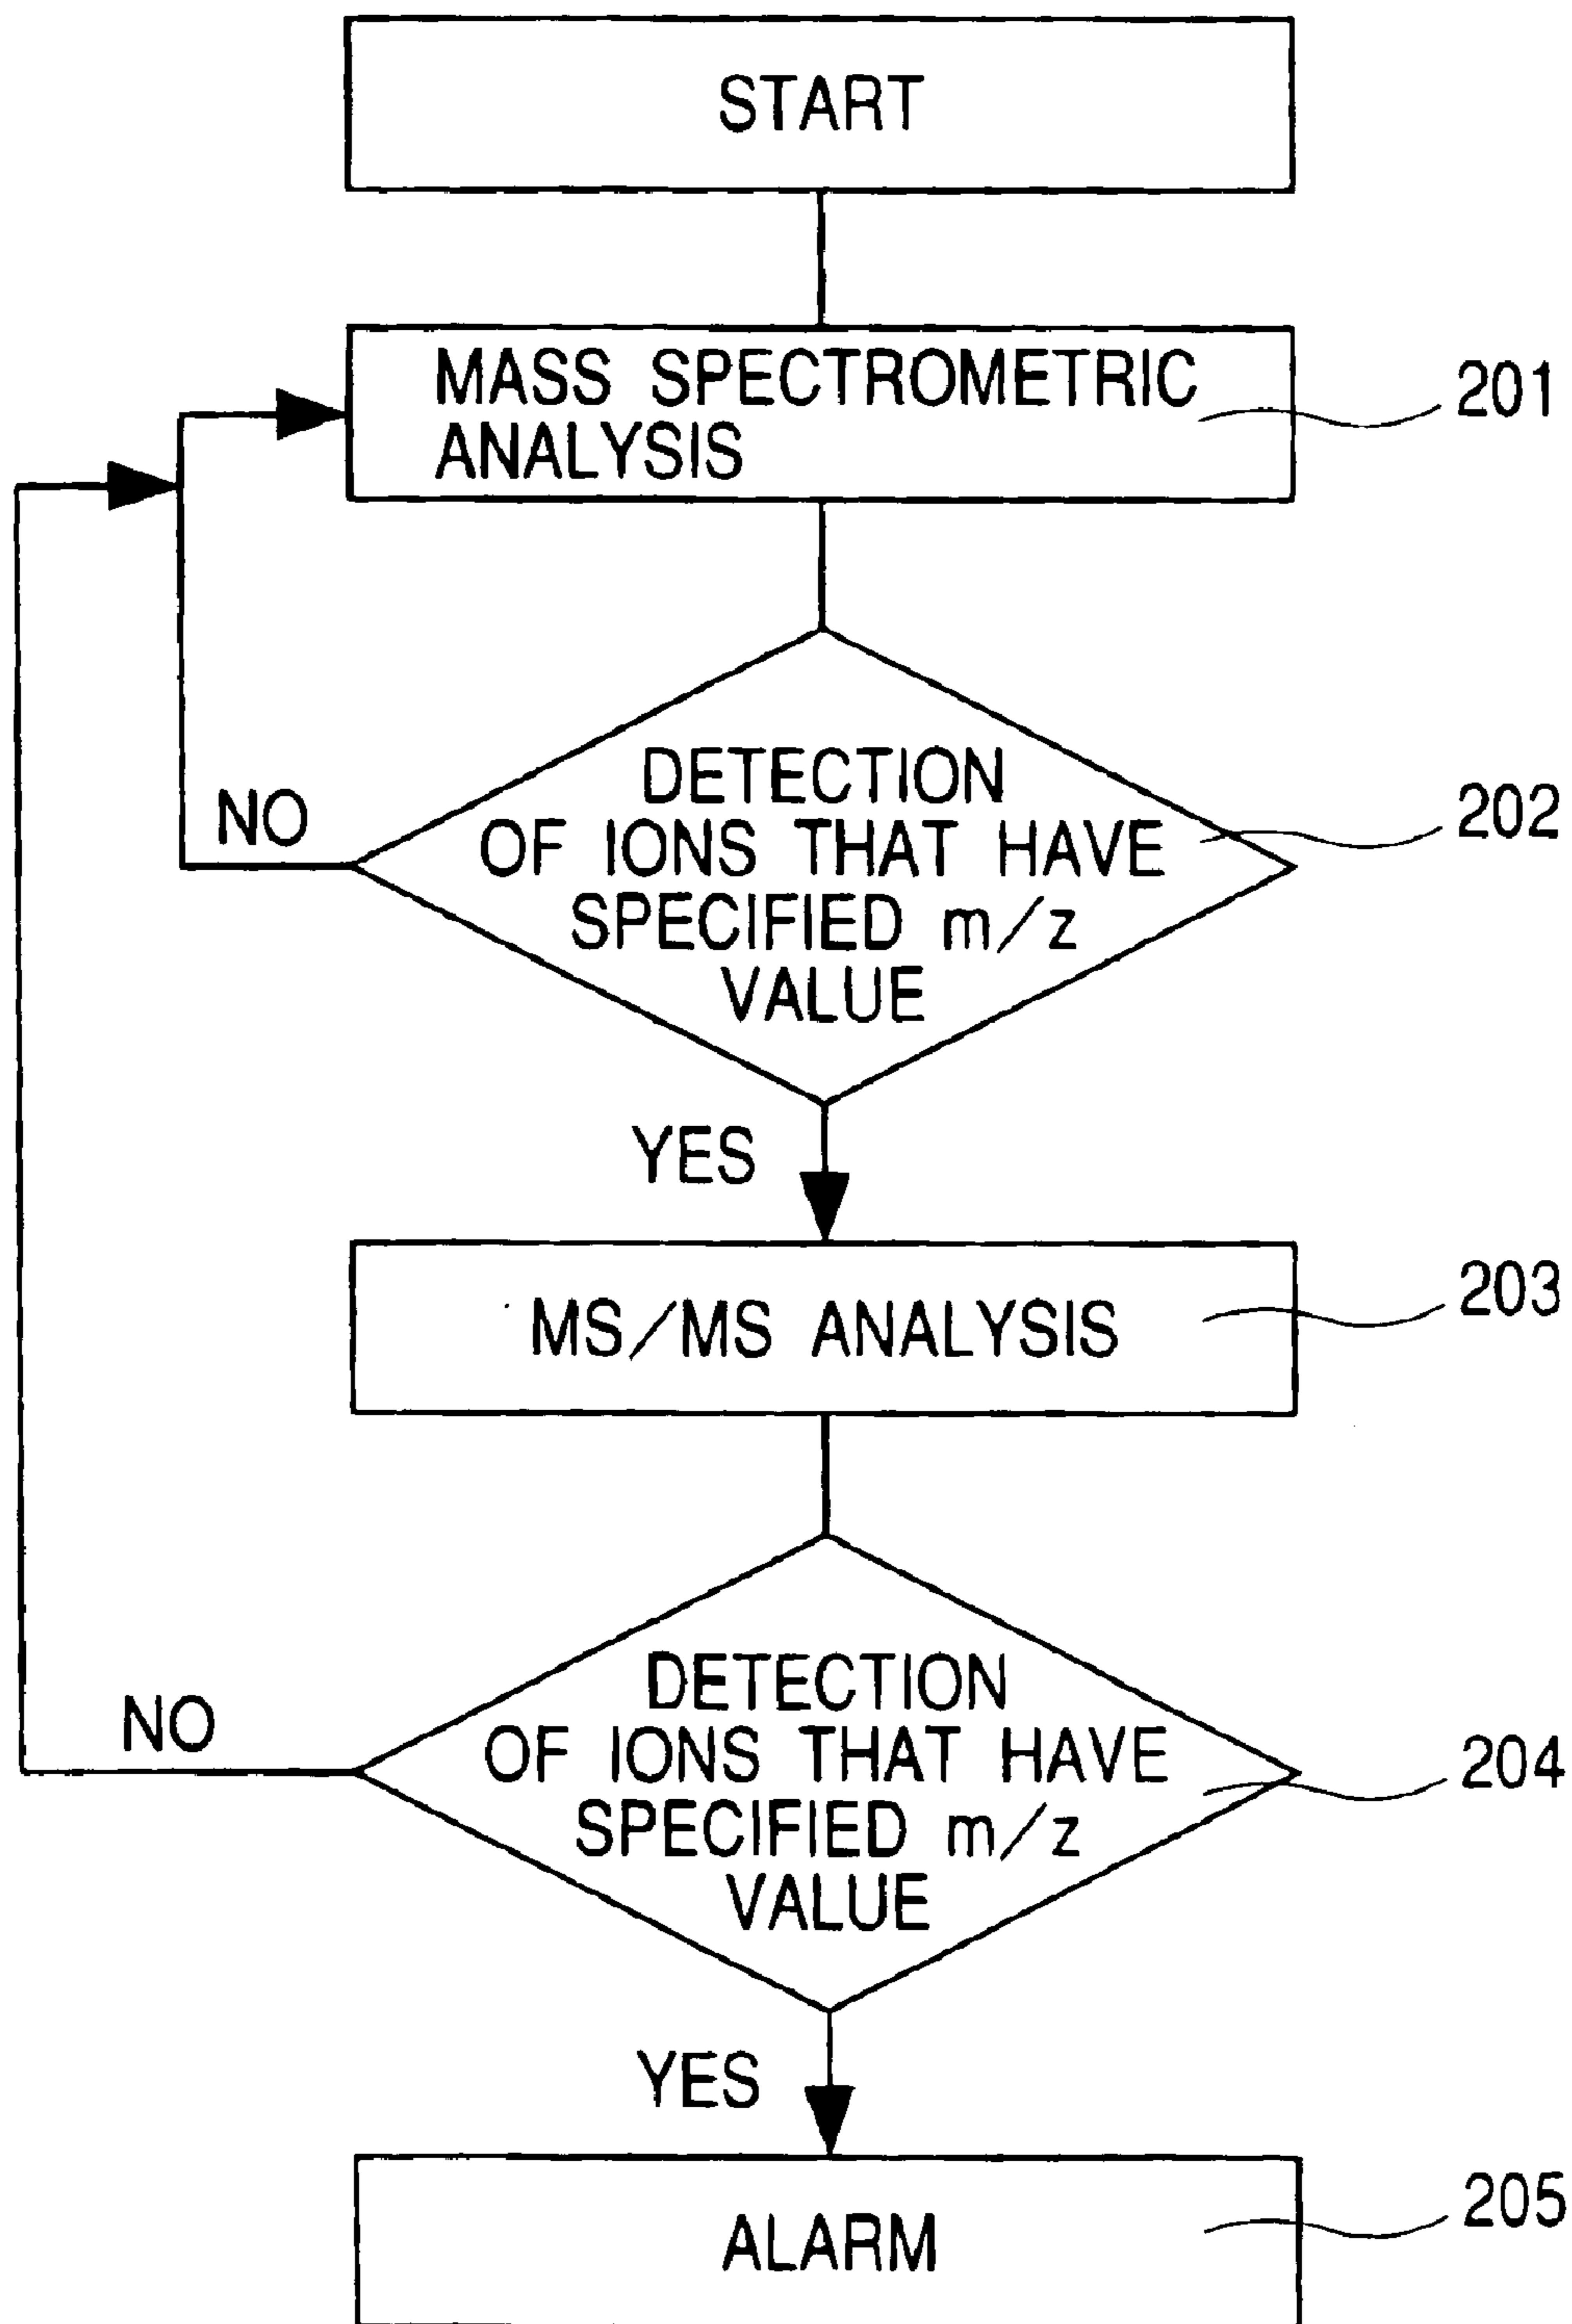 START
MASS SPECTROMETRIC
ANALYSIS
201
DETECTION
OF IONS THAT HAVE
SPECIFIED m/z
VALUE
202
NO
YES
MS/MS ANALYSIS
203
DETECTION
OF IONS THAT HAVE
SPECIFIED m/z
VALUE
204
NO
YES
ALARM
205